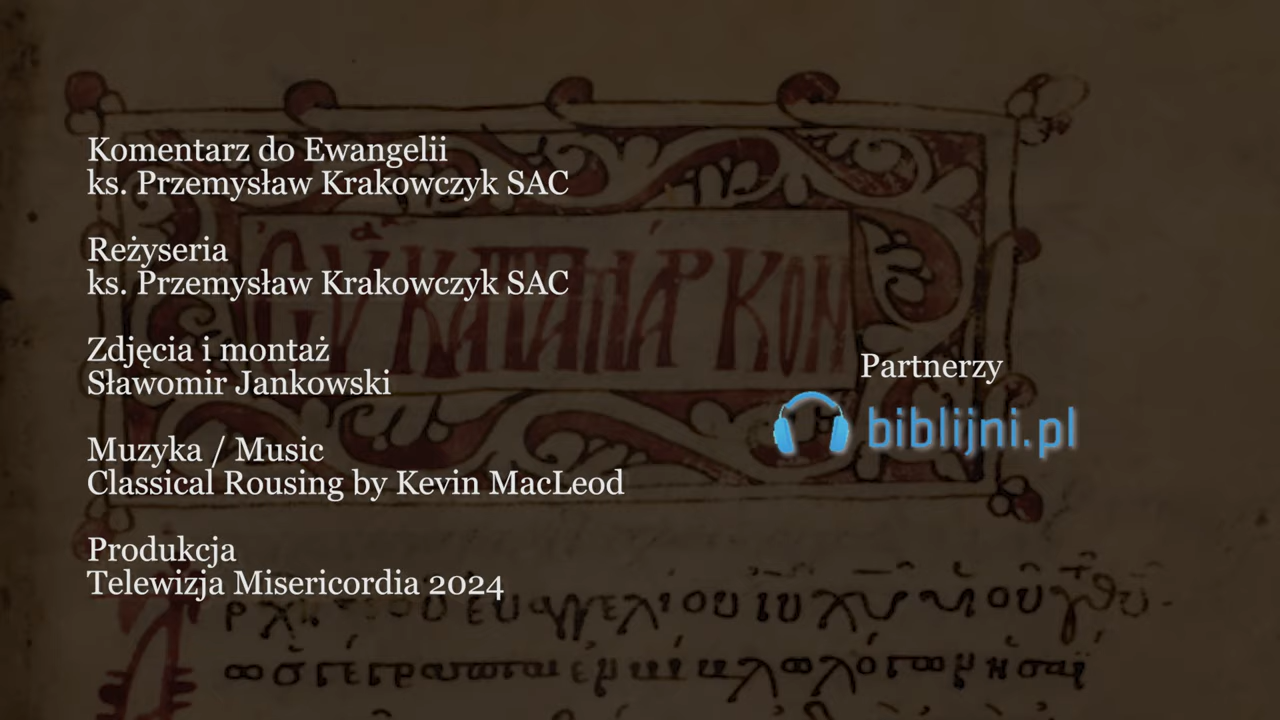 Komentarz do Ewangelii
ks. Przemysław Krakowczyk SAC
Reżyseria
ks. Przemysław Krakowczyk SAC
Zdjęcia i montaż
Sławomir Jankowski
Muzyka / Music
Classical Rousing by Kevin MacLeod
Produkcja
Telewizja Misericordia 2024
Partnerzy
biblijni.pl